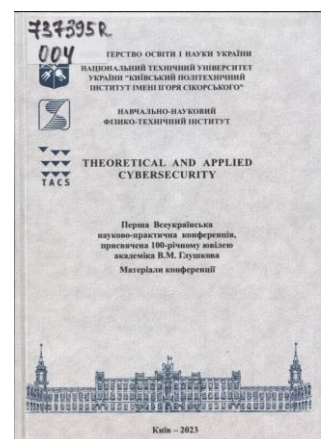 737395R
004
ТЕРСТВО ОСВІТИ І НАУКИ УКРАЇНИ
НАЦІОНАЛЬНИЙ ТЕХНІЧНИЙ УНІВЕРСИТЕТ
УКРАЇНИ "КИЇВСЬКИЙ ПОЛІТЕХНІЧНИЙ
ІНСТИТУТ ІМЕНІ ІГОРЯ СІКОРСЬКОГО"
НАВЧАЛЬНО-НАУКОВИЙ
ФІЗИКО-ТЕХНІЧНИЙ ІНСТИТУТ
TACS
THEORETICAL AND APPLIED
CYBERSECURITY
Перша Всеукраїнська
науково-практична конференція,
присвячена 100-річному ювілею
академіка В.М. Глушкова
Матеріали конференції
Київ – 2023